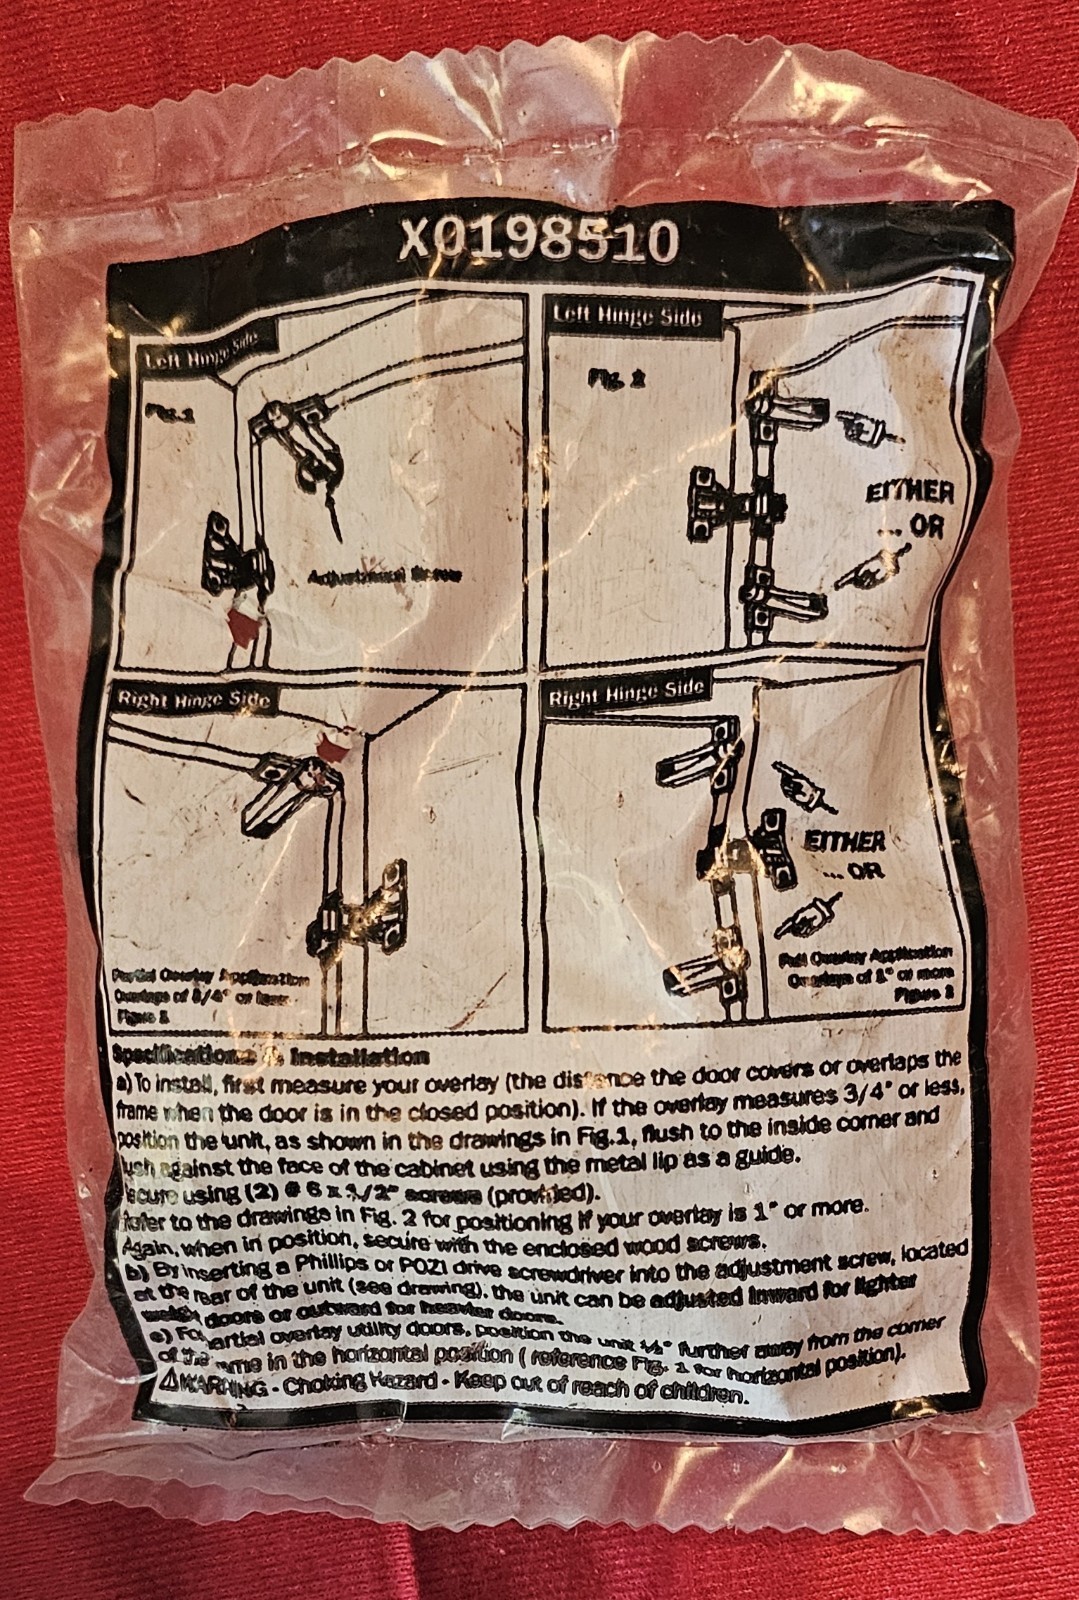 X0198510
Left Hinge Side
Fig.1
Adjustment Screw
Left Hinge Side
Fig. 2
EITHER
... OR
Right Hinge Side
Partial Overlay Application
Overlaps of 3/4" or less
Figure
Right Hinge Side
EITHER
... OR
Full Overlay Application
Overlaps of 1" or more
Figure 2
Specifications & Installation
a) To install, first measure your overlay (the distance the door covers or overlaps the
frame when the door is in the closed position). If the overlay measures 3/4" or less,
position the unit, as shown in the drawings in Fig.1, flush to the inside corner and
against the face of the cabinet using the metal lip as a guide.
using (2) # 6 x 1/2" screws (provided).
to the drawings in Fig. 2 for positioning if your overlay is 1" or more.
Again, when in position, secure with the enclosed wood screws.
b) By inserting a Phillips or POZI drive screwdriver into the adjustment screw, located
at the rear of the unit (see drawing), the unit can be adjusted inward for lighter
weight doors or outward for heavier doors.
partial overlay utility doors, position the unit ½" further away from the corner
of the in the horizontal position ( reference Fig. 1 for horizontal position).
⚠WARNING - Choking Hazard - Keep out of reach of children.